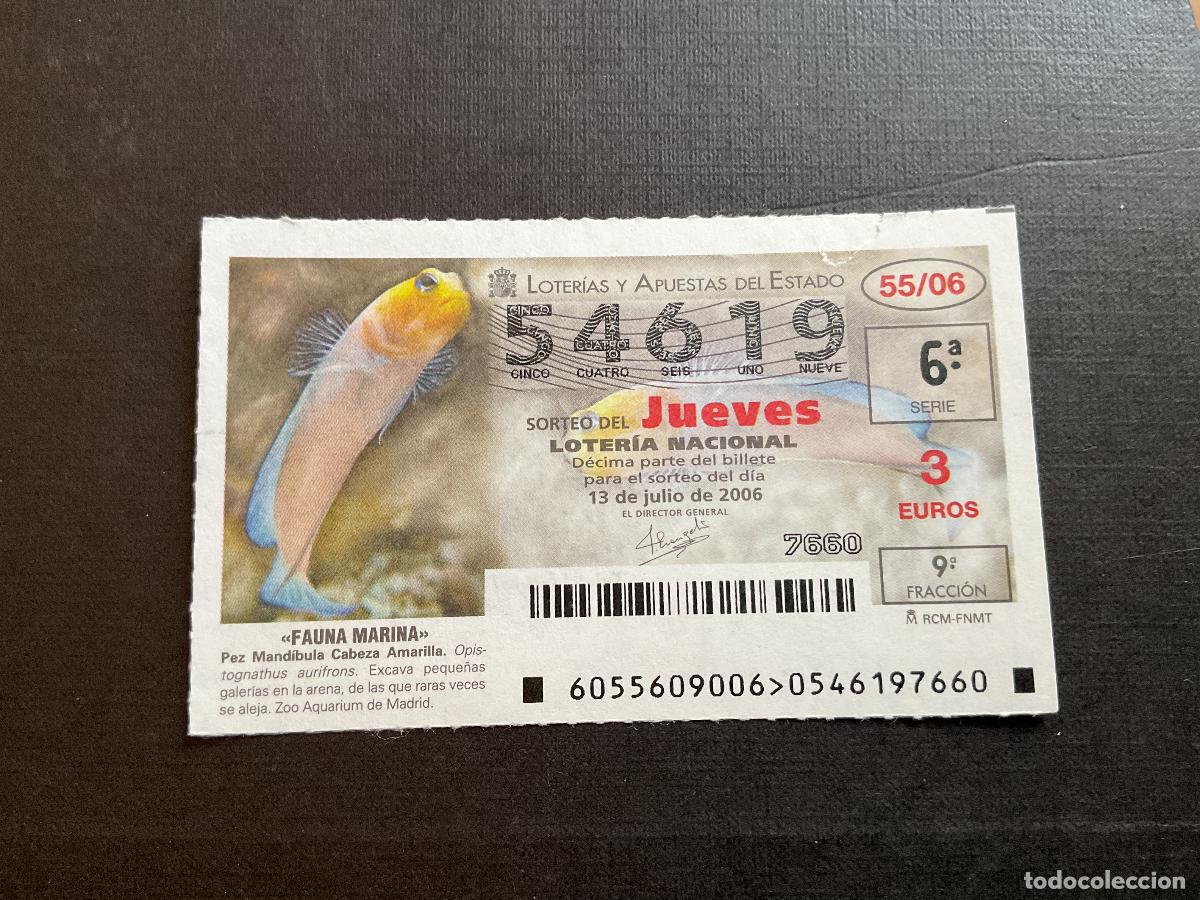 LOTERÍAS Y APUESTAS DEL ESTADO
55/06
54619
CINCO CUATRO SEIS UNO NUEVE
6.ª
SERIE
SORTEO DEL Jueves
LOTERÍA NACIONAL
Décima parte del billete
para el sorteo del día
13 de julio de 2006
EL DIRECTOR GENERAL
3
EUROS
7660
9.ª
FRACCIÓN
RCM-FNMT
«FAUNA MARINA»
Pez Mandíbula Cabeza Amarilla. Opis-
tognathus aurifrons. Excava pequeñas
galerías en la arena, de las que raras veces
se aleja. Zoo Aquarium de Madrid.
6055609006>0546197660
todocoleccion